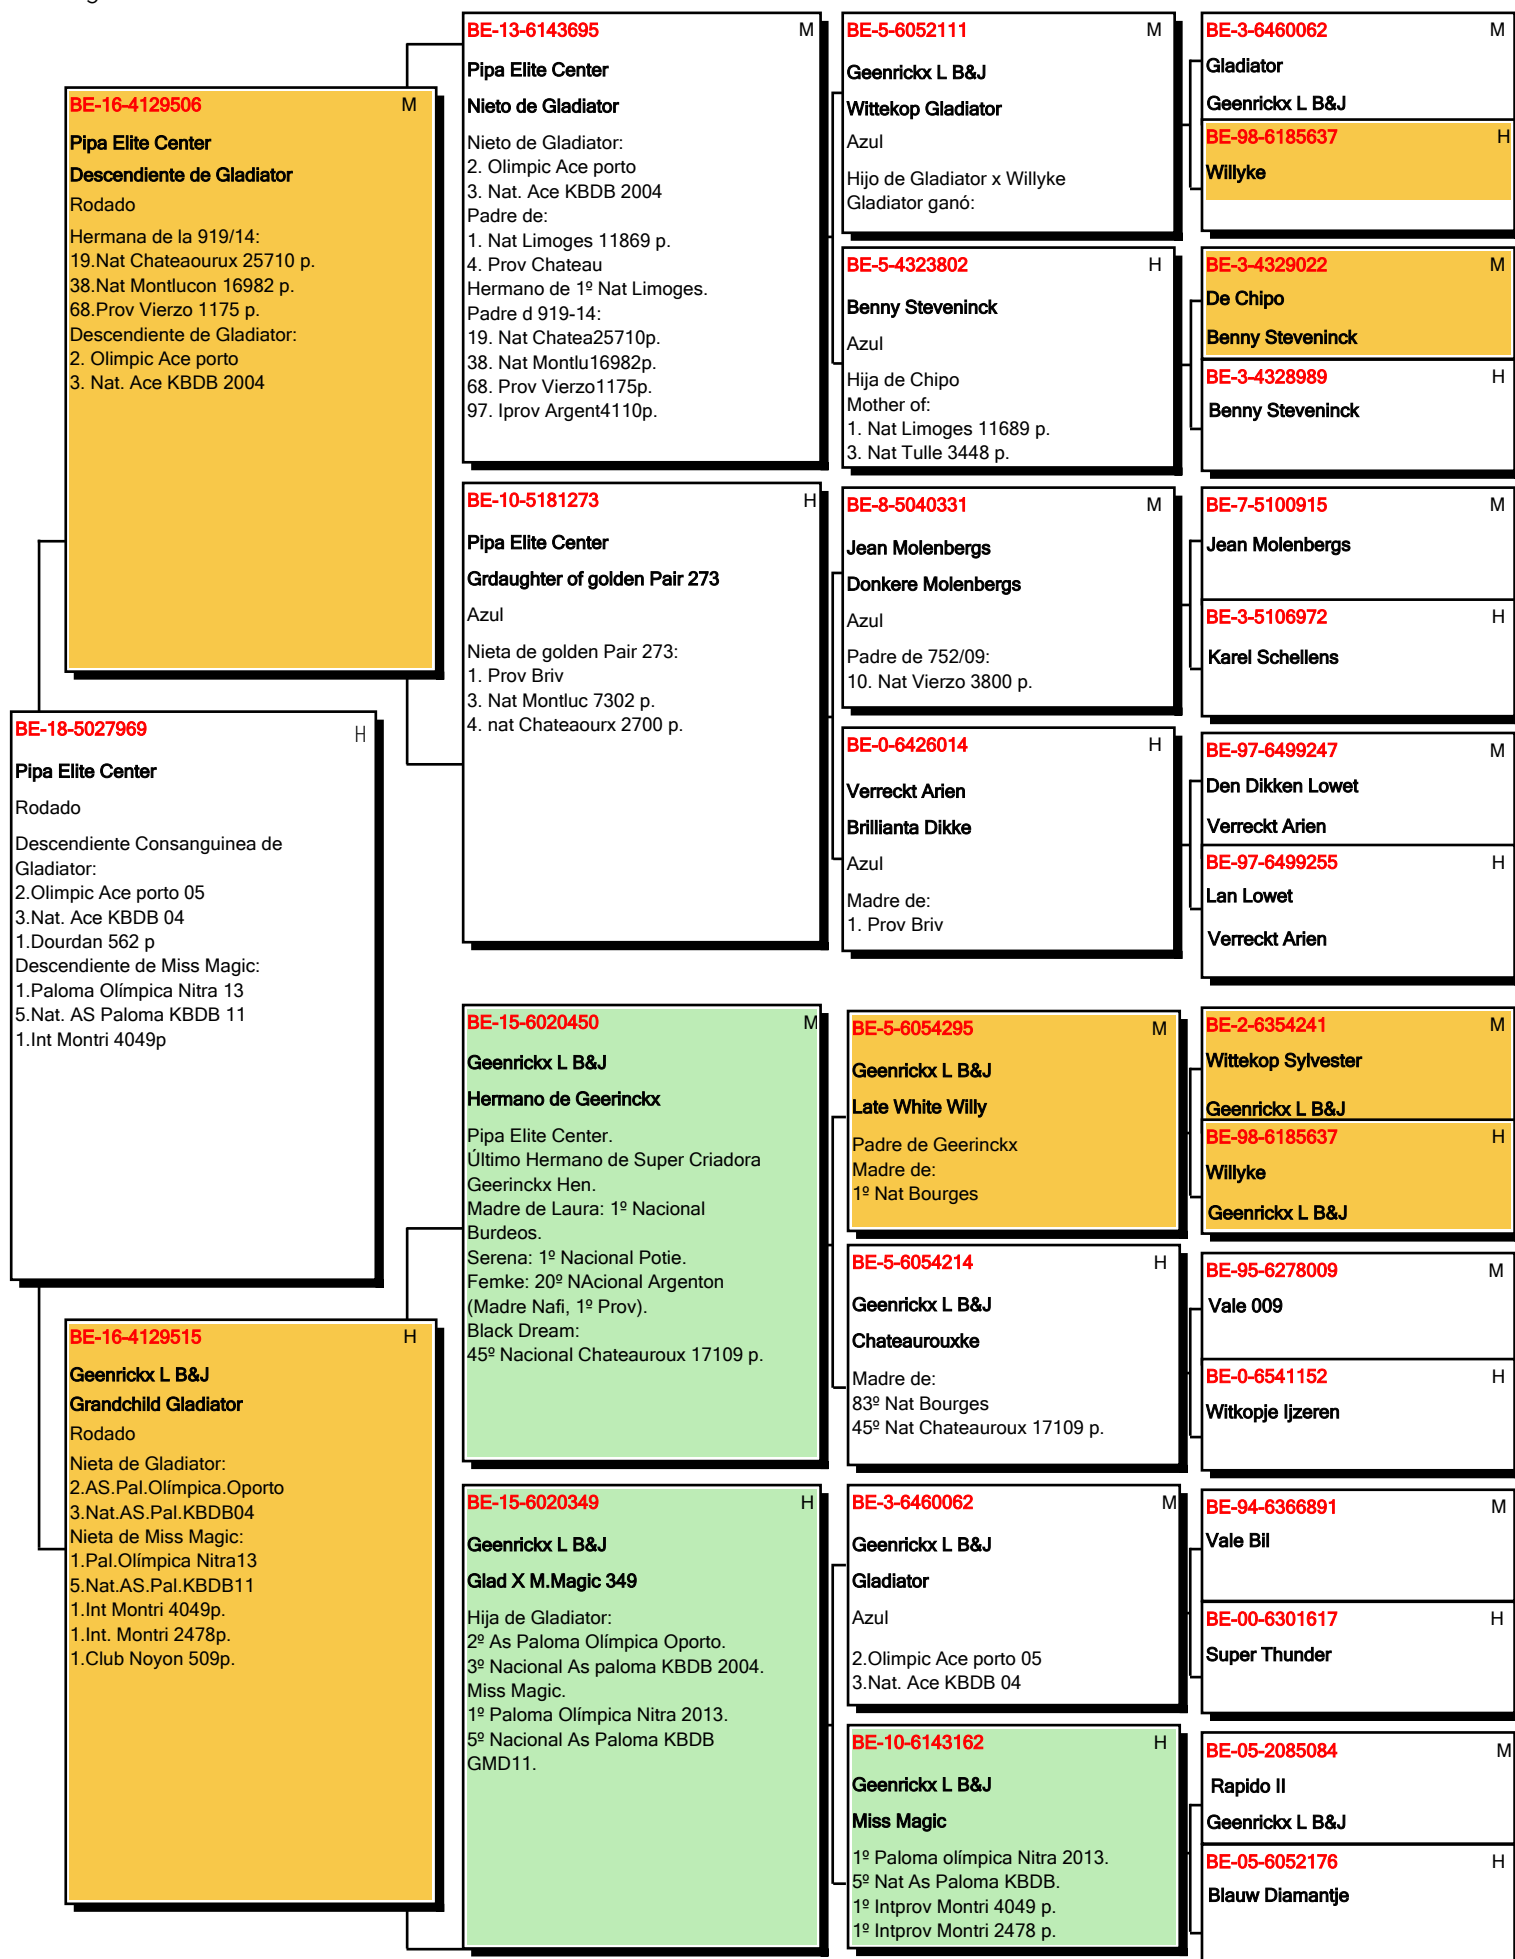 BE-18-5027969 H
Pipa Elite Center
Rodado
Descendiente Consanguinea de
Gladiator:
2.Olimpic Ace porto 05
3.Nat. Ace KBDB 04
1.Dourdan 562 p
Descendiente de Miss Magic:
1.Paloma Olímpica Nitra 13
5.Nat. AS Paloma KBDB 11
1.Int Montri 4049p
BE-16-4129506 M
Pipa Elite Center
Descendiente de Gladiator
Rodado
Hermana de la 919/14:
19.Nat Chateaourux 25710 p.
38.Nat Montlucon 16982 p.
68.Prov Vierzo 1175 p.
Descendiente de Gladiator:
2. Olimpic Ace porto
3. Nat. Ace KBDB 2004
BE-16-4129515 H
Geenrickx L B&J
Grandchild Gladiator
Rodado
Nieta de Gladiator:
2.AS.Pal.Olímpica.Oporto
3.Nat.AS.Pal.KBDB04
Nieta de Miss Magic:
1.Pal.Olímpica Nitra13
5.Nat.AS.Pal.KBDB11
1.Int Montri 4049p.
1.Int. Montri 2478p.
1.Club Noyon 509p.
BE-13-6143695 M
Pipa Elite Center
Nieto de Gladiator
Nieto de Gladiator:
2. Olimpic Ace porto
3. Nat. Ace KBDB 2004
Padre de:
1. Nat Limoges 11869 p.
4. Prov Chateau
Hermano de 1º Nat Limoges.
Padre d 919-14:
19. Nat Chatea25710p.
38. Nat Montlu16982p.
68. Prov Vierzo1175p.
97. Iprov Argent4110p.
BE-10-5181273 H
Pipa Elite Center
Grdaughter of golden Pair 273
Azul
Nieta de golden Pair 273:
1. Prov Briv
3. Nat Montluc 7302 p.
4. nat Chateaourx 2700 p.
BE-15-6020450 M
Geenrickx L B&J
Hermano de Geerinckx
Pipa Elite Center.
Último Hermano de Super Criadora
Geerinckx Hen.
Madre de Laura: 1º Nacional
Burdeos.
Serena: 1º Nacional Potie.
Femke: 20º NAcional Argenton
(Madre Nafi, 1º Prov).
Black Dream:
45º Nacional Chateauroux 17109 p.
BE-15-6020349 H
Geenrickx L B&J
Glad X M.Magic 349
Hija de Gladiator:
2º As Paloma Olímpica Oporto.
3º Nacional As paloma KBDB 2004.
Miss Magic.
1º Paloma Olímpica Nitra 2013.
5º Nacional As Paloma KBDB
GMD11.
BE-5-6052111 M
Geenrickx L B&J
Wittekop Gladiator
Azul
Hijo de Gladiator x Willyke
Gladiator ganó:
BE-5-4323802 H
Benny Steveninck
Azul
Hija de Chipo
Mother of:
1. Nat Limoges 11689 p.
3. Nat Tulle 3448 p.
BE-8-5040331 M
Jean Molenbergs
Donkere Molenbergs
Azul
Padre de 752/09:
10. Nat Vierzo 3800 p.
BE-0-6426014 H
Verreckt Arien
Brillianta Dikke
Azul
Madre de:
1. Prov Briv
BE-5-6054295 M
Geenrickx L B&J
Late White Willy
Padre de Geerinckx
Madre de:
1º Nat Bourges
BE-5-6054214 H
Geenrickx L B&J
Chateaurouxke
Madre de:
83º Nat Bourges
45º Nat Chateauroux 17109 p.
BE-3-6460062 M
Geenrickx L B&J
Gladiator
Azul
2.Olimpic Ace porto 05
3.Nat. Ace KBDB 04
BE-10-6143162 H
Geenrickx L B&J
Miss Magic
1º Paloma olímpica Nitra 2013.
5º Nat As Paloma KBDB.
1º Intprov Montri 4049 p.
1º Intprov Montri 2478 p.
BE-3-6460062 M
Gladiator
Geenrickx L B&J
BE-98-6185637 H
Willyke
BE-3-4329022 M
De Chipo
Benny Steveninck
BE-3-4328989 H
Benny Steveninck
BE-7-5100915 M
Jean Molenbergs
BE-3-5106972 H
Karel Schellens
BE-97-6499247 M
Den Dikken Lowet
Verreckt Arien
BE-97-6499255 H
Lan Lowet
Verreckt Arien
BE-2-6354241 M
Wittekop Sylvester
Geenrickx L B&J
BE-98-6185637 H
Willyke
Geenrickx L B&J
BE-95-6278009 M
Vale 009
BE-0-6541152 H
Witkopje Ijzeren
BE-94-6366891 M
Vale Bil
BE-00-6301617 H
Super Thunder
BE-05-2085084 M
Rapido II
Geenrickx L B&J
BE-05-6052176 H
Blauw Diamantje